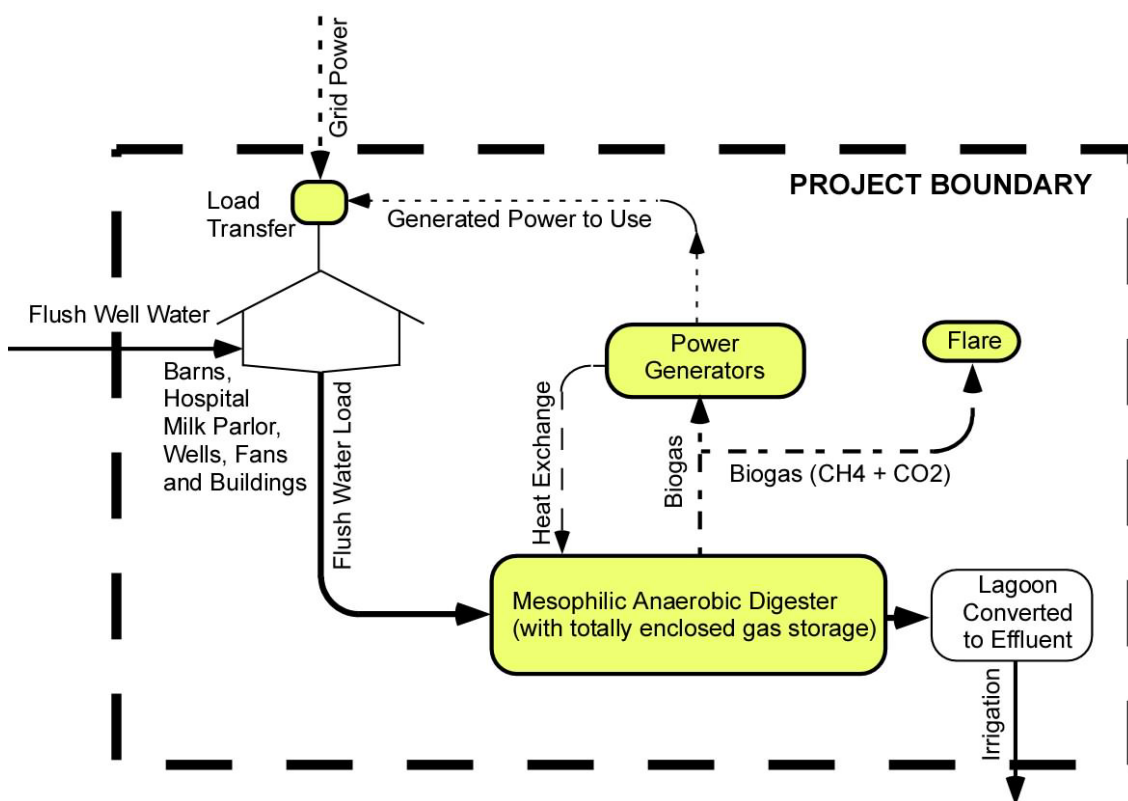 Grid Power
PROJECT BOUNDARY
Load
Transfer
Generated Power to Use
Flush Well Water
Barns,
Hospital
Milk Parlor,
Wells, Fans
and Buildings
Flush Water Load
Power
Generators
Flare
Heat Exchange
Biogas
Biogas (CH4 + CO2)
Mesophilic Anaerobic Digester
(with totally enclosed gas storage)
Lagoon
Converted
to Effluent
Irrigation